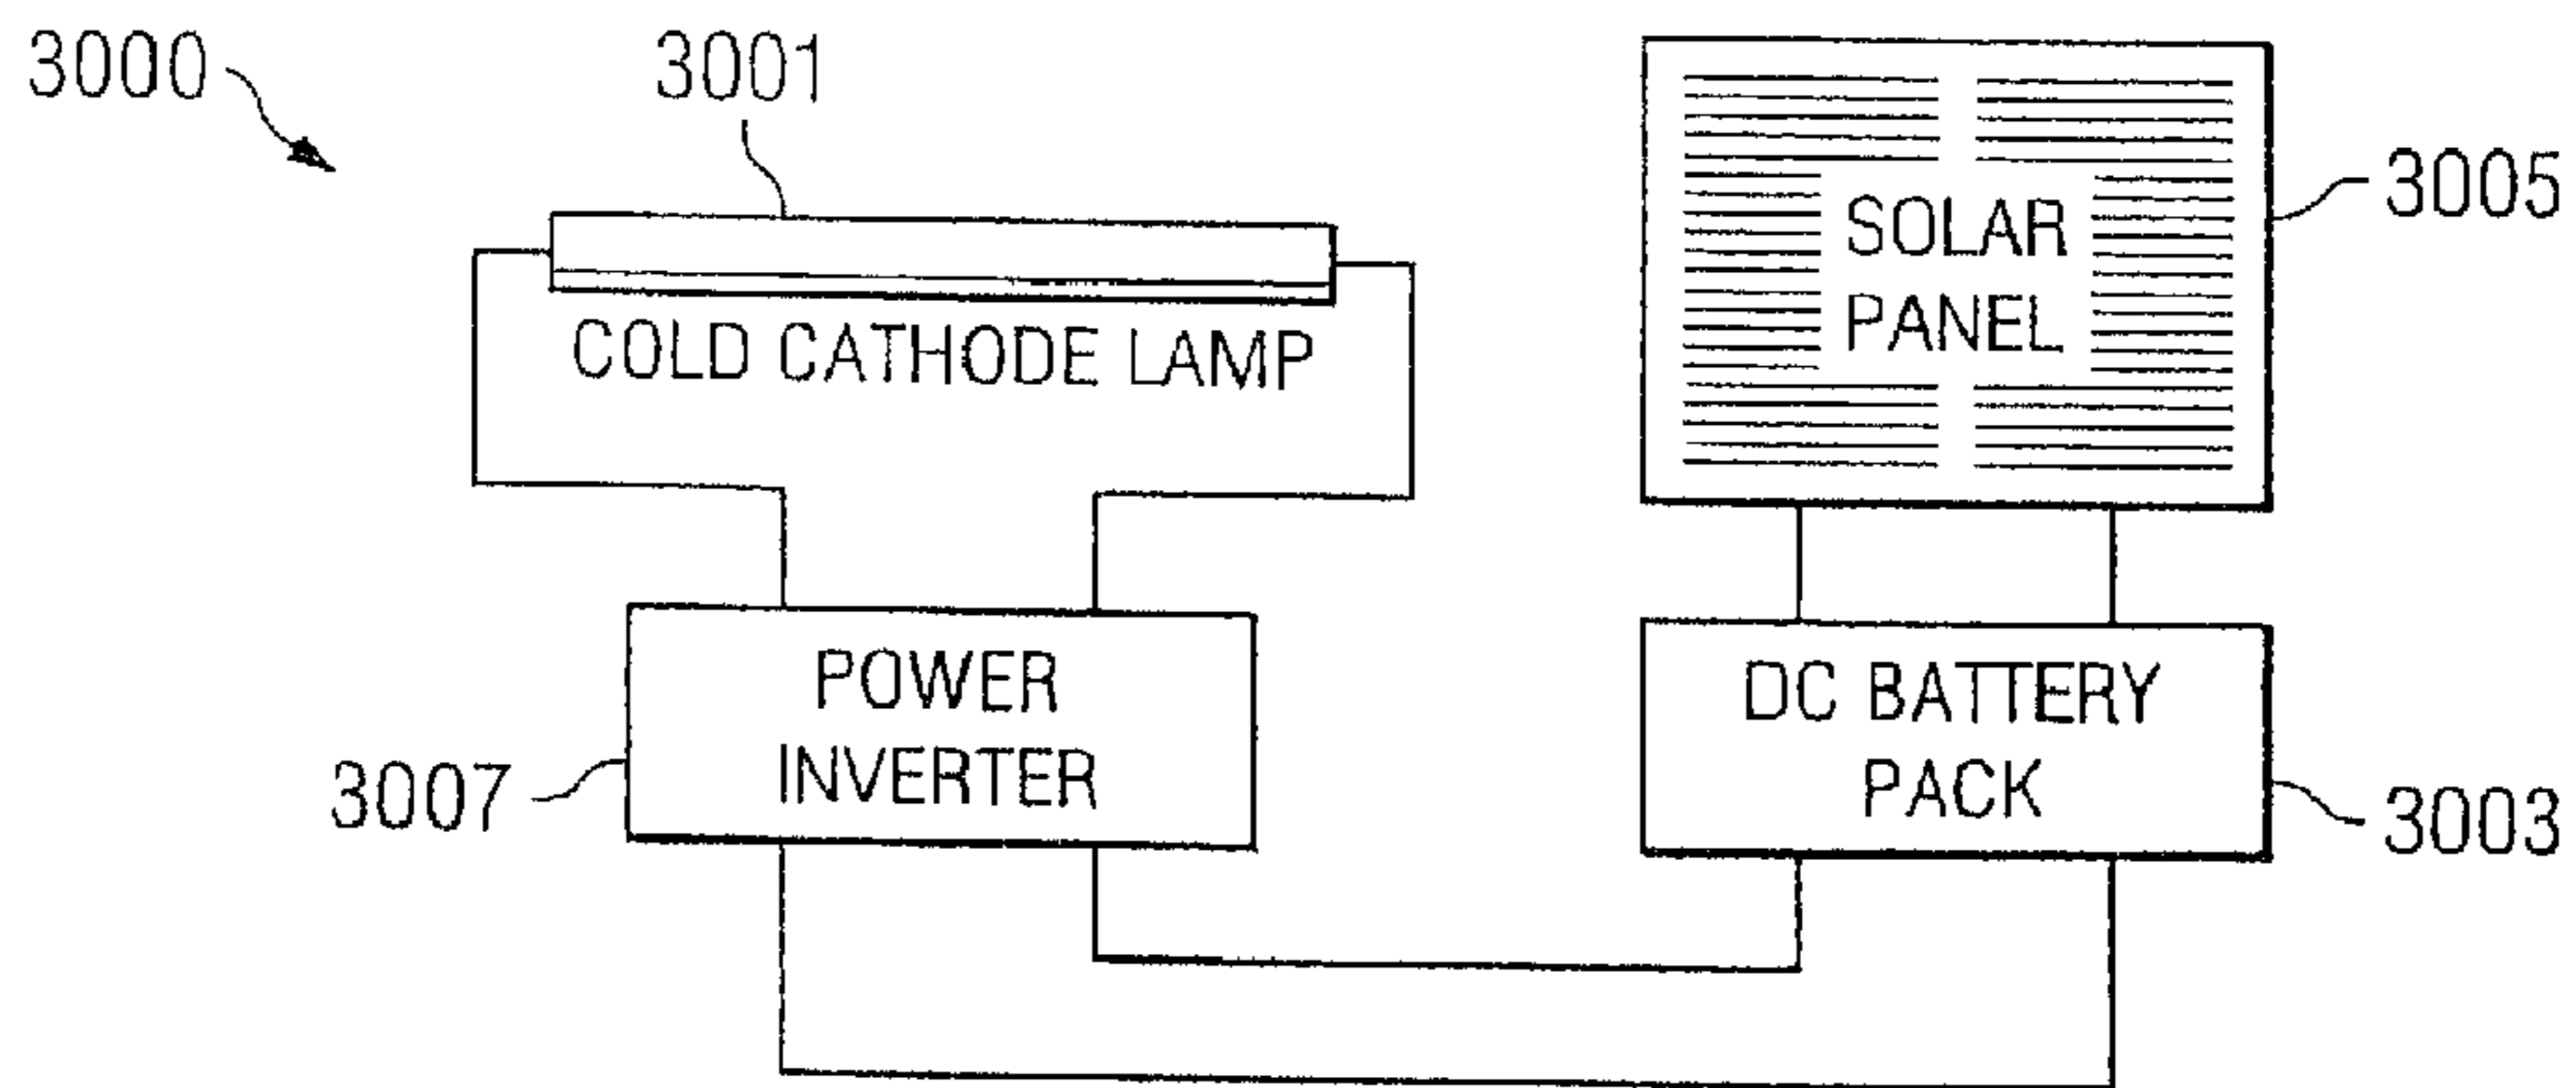 3000
3001
SOLAR
PANEL
3005
COLD CATHODE LAMP
POWER
INVERTER
3007
DC BATTERY
PACK
3003